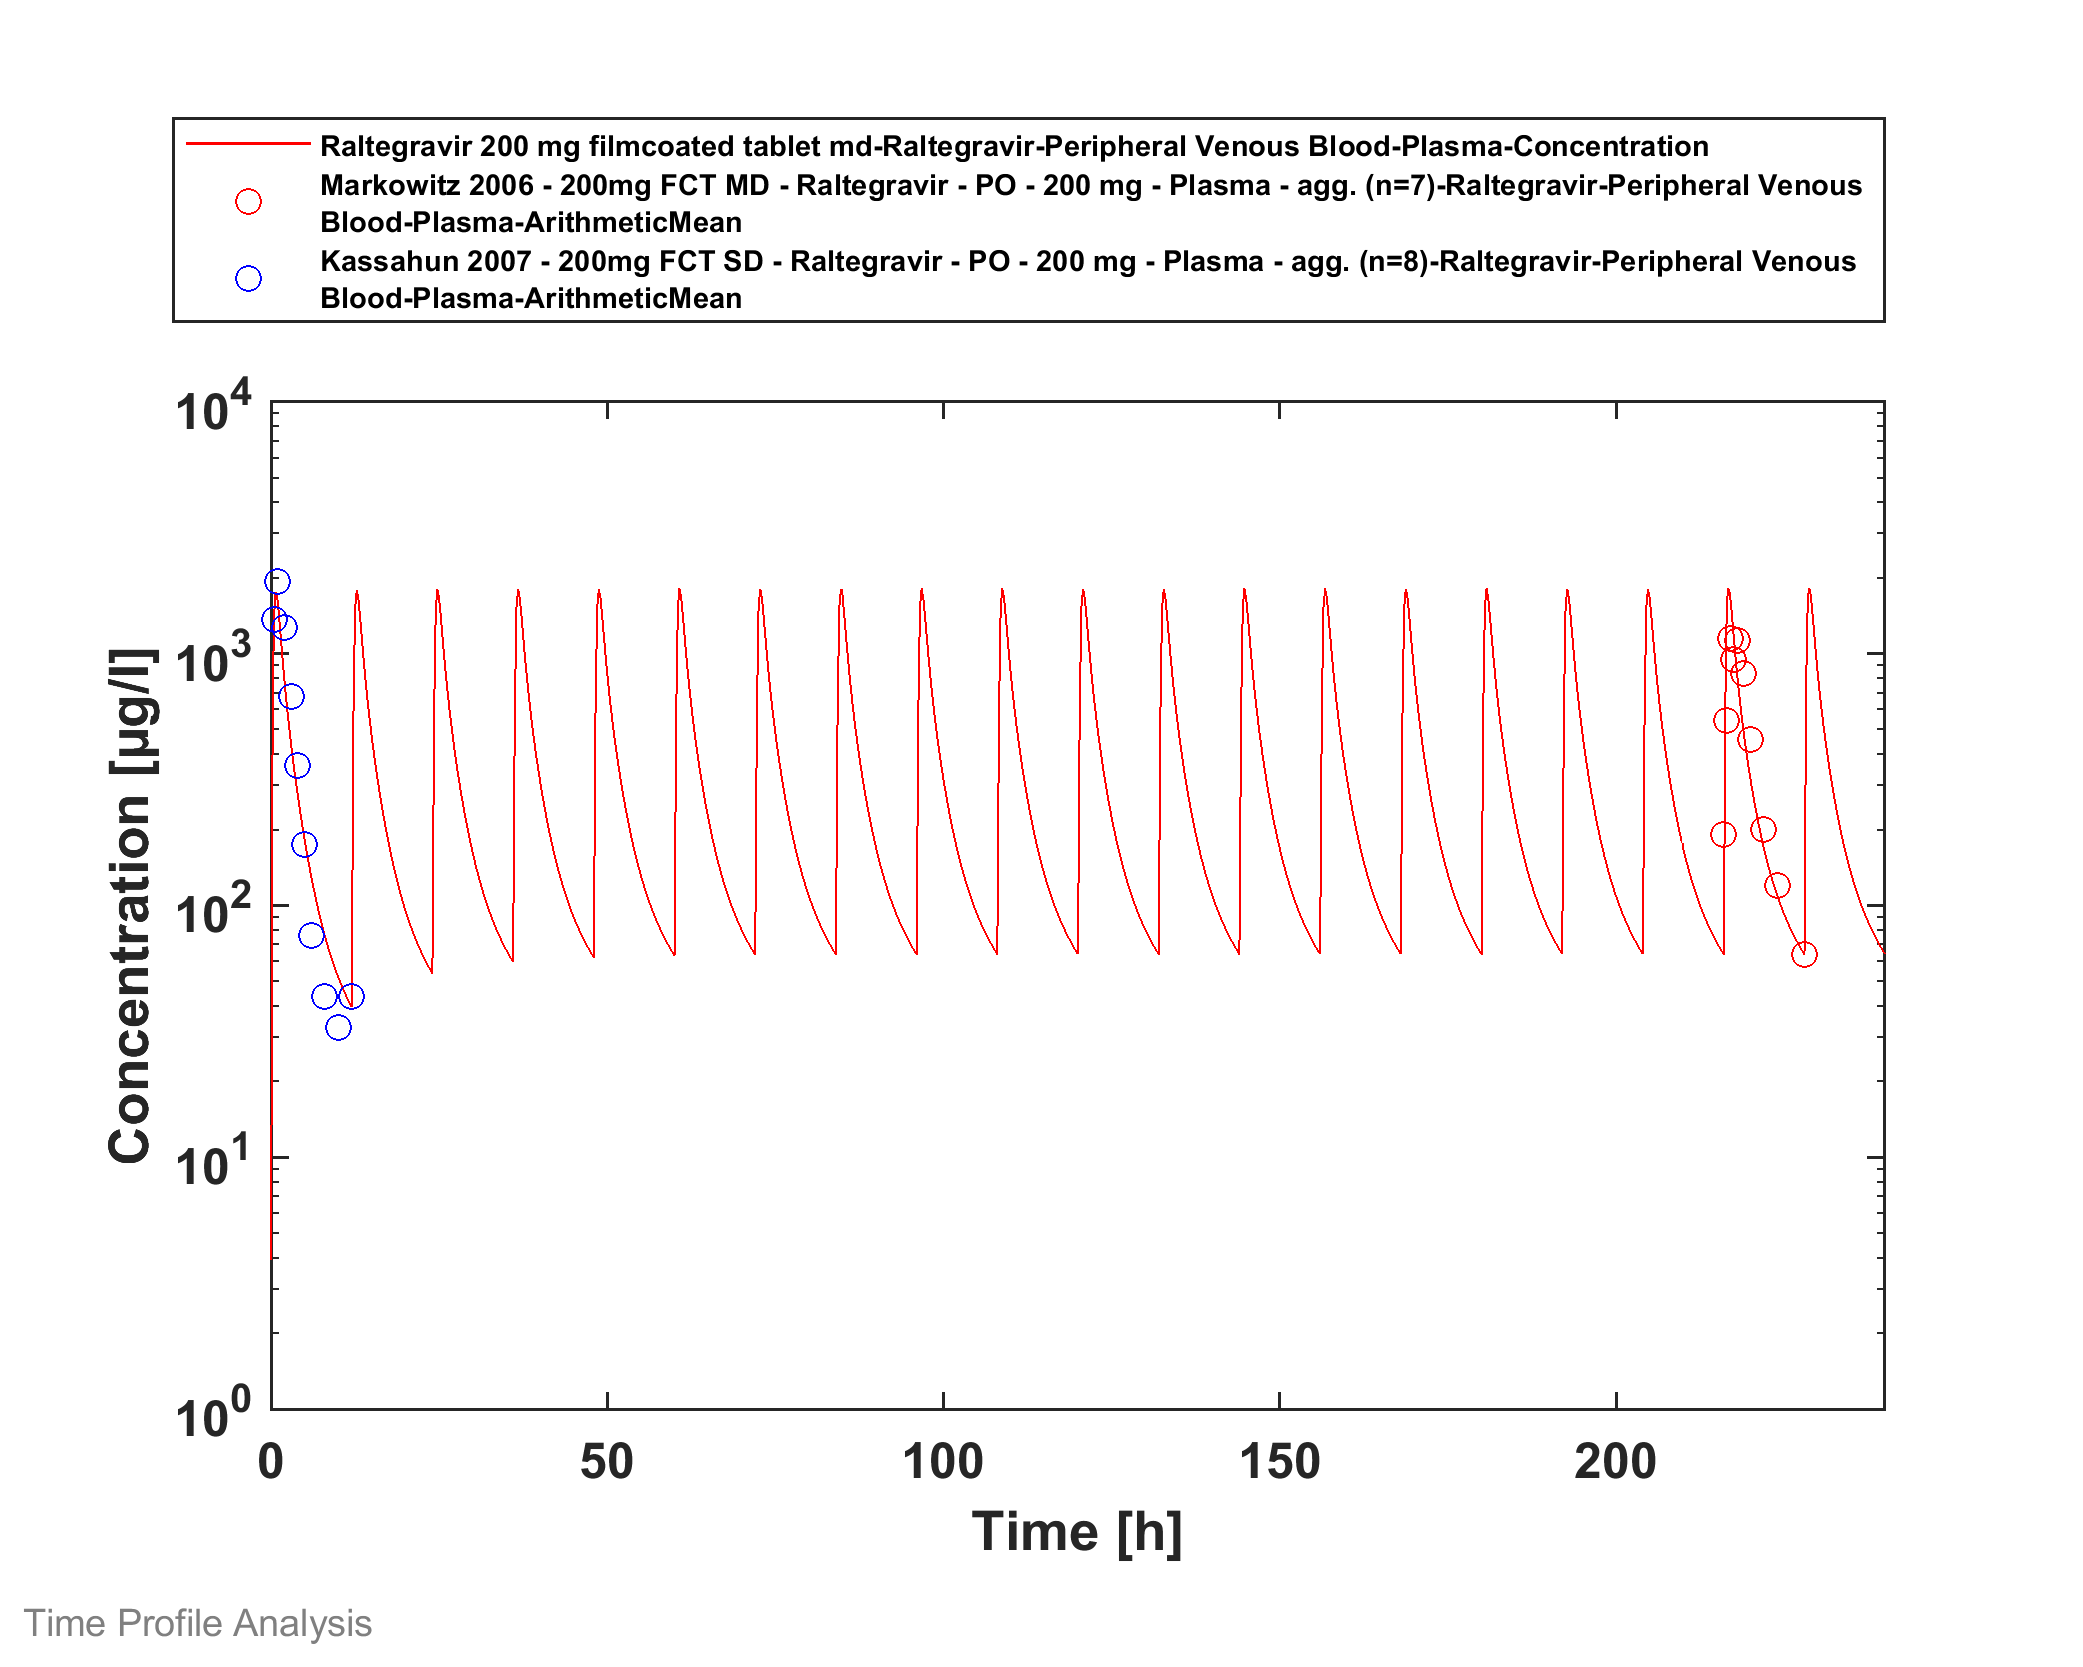 Raltegravir 200 mg filmcoated tablet md-Raltegravir-Peripheral Venous Blood-Plasma-Concentration
Markowitz 2006 - 200mg FCT MD - Raltegravir - PO - 200 mg - Plasma - agg. (n=7)-Raltegravir-Peripheral Venous
Blood-Plasma-ArithmeticMean
Kassahun 2007 - 200mg FCT SD - Raltegravir - PO - 200 mg - Plasma - agg. (n=8)-Raltegravir-Peripheral Venous
Blood-Plasma-ArithmeticMean
10^4
10^3
10^2
10^1
10^0
Concentration [µg/l]
0 50 100 150 200
Time [h]
Time Profile Analysis